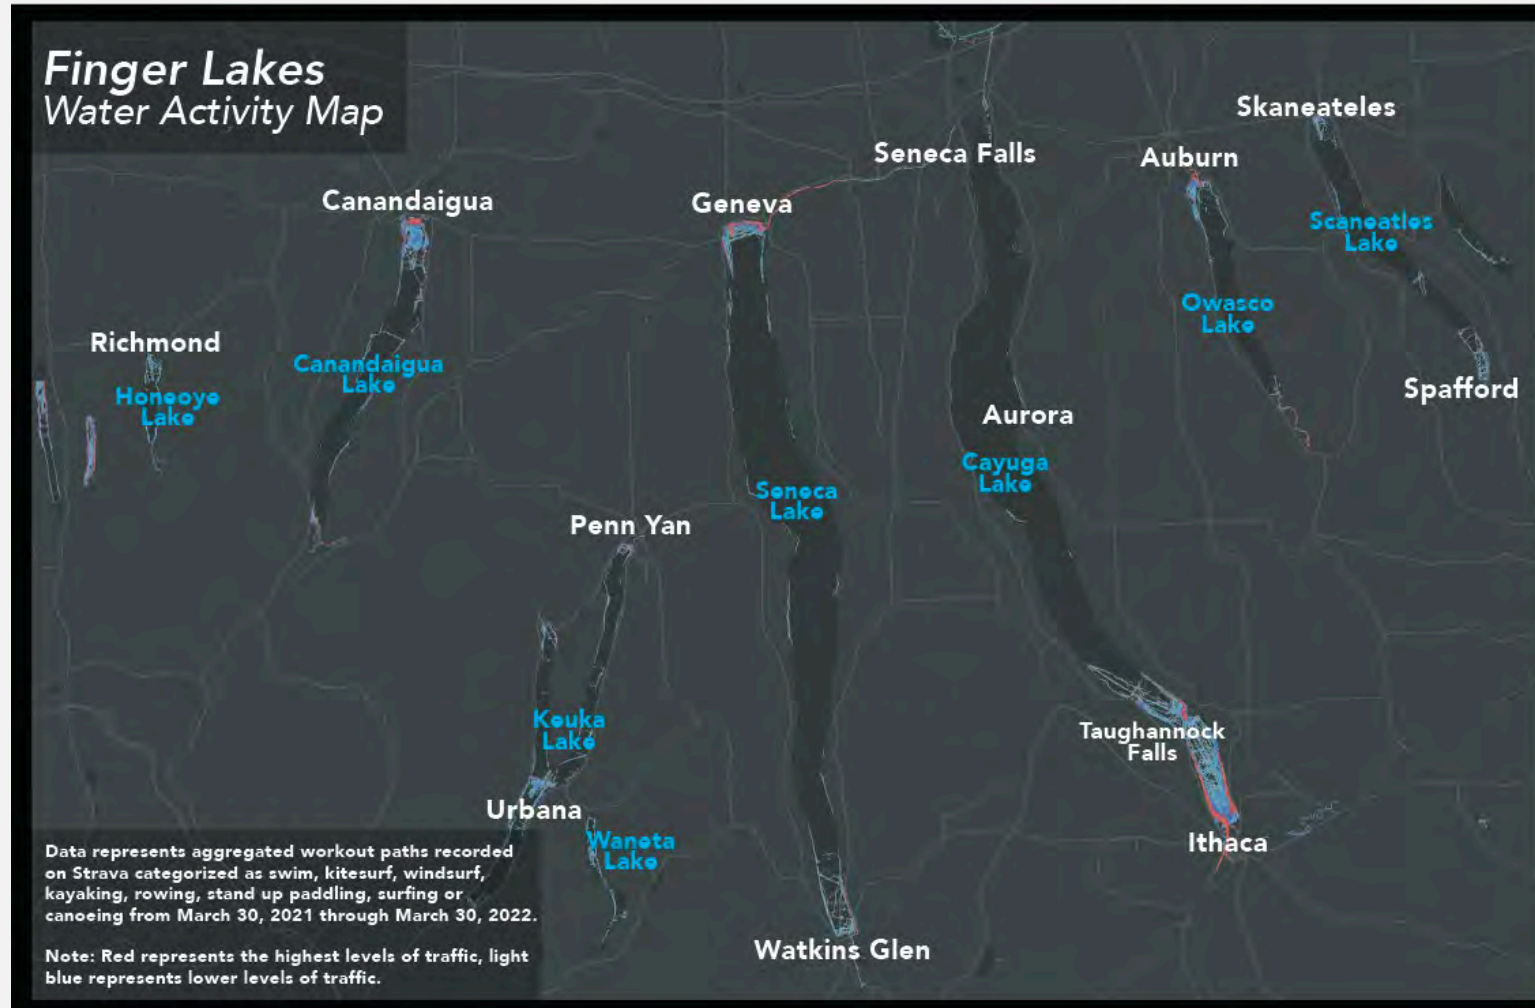 Finger Lakes
Water Activity Map
Skaneateles
Seneca Falls
Auburn
Canandaigua
Geneva
Scaneatles
Lake
Owasco
Lake
Richmond
Canandaigua
Lake
Honeoye
Lake
Spafford
Aurora
Cayuga
Lake
Seneca
Lake
Penn Yan
Keuka
Lake
Taughannock
Falls
Urbana
Waneta
Lake
Ithaca
Watkins Glen
Data represents aggregated workout paths recorded
on Strava categorized as swim, kitesurf, windsurf,
kayaking, rowing, stand up paddling, surfing or
canoeing from March 30, 2021 through March 30, 2022.
Note: Red represents the highest levels of traffic, light
blue represents lower levels of traffic.